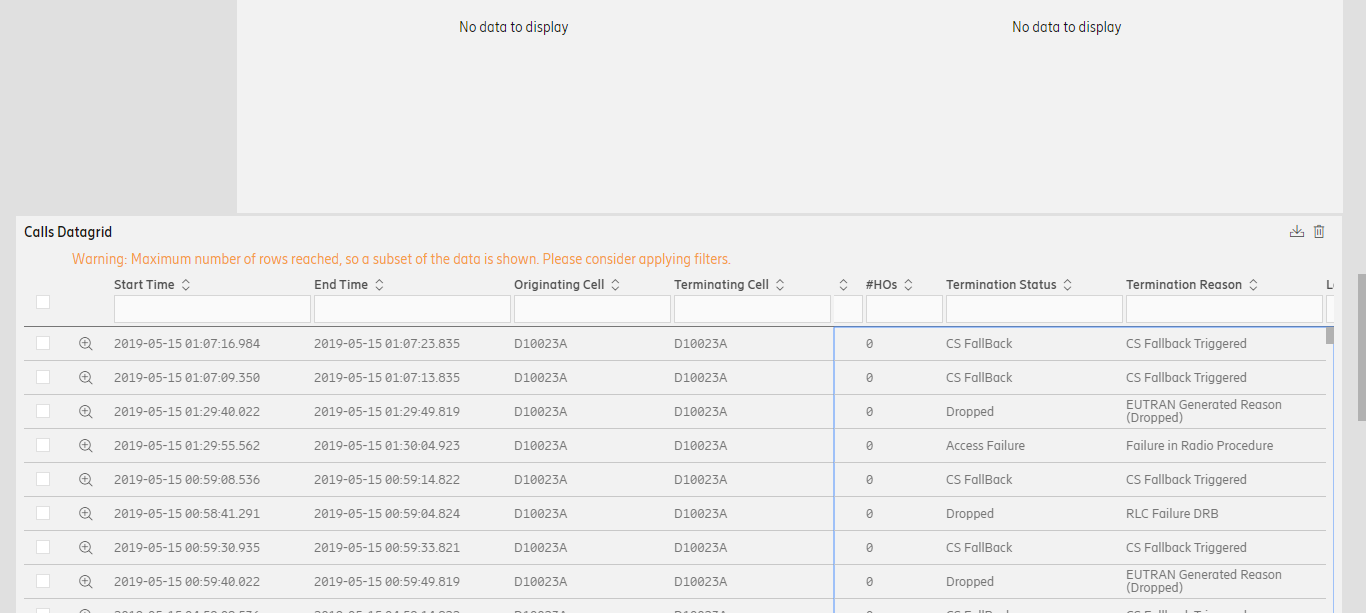 No data to display No data to display
Calls Datagrid
Warning: Maximum number of rows reached, so a subset of the data is shown. Please consider applying filters.
Start Time End Time Originating Cell Terminating Cell #HOs Termination Status Termination Reason
2019-05-15 01:07:16.984 2019-05-15 01:07:23.835 D10023A D10023A 0 CS FallBack CS Fallback Triggered
2019-05-15 01:07:09.350 2019-05-15 01:07:13.835 D10023A D10023A 0 CS FallBack CS Fallback Triggered
2019-05-15 01:29:40.022 2019-05-15 01:29:49.819 D10023A D10023A 0 Dropped EUTRAN Generated Reason
(Dropped)
2019-05-15 01:29:55.562 2019-05-15 01:30:04.923 D10023A D10023A 0 Access Failure Failure in Radio Procedure
2019-05-15 00:59:08.536 2019-05-15 00:59:14.822 D10023A D10023A 0 CS FallBack CS Fallback Triggered
2019-05-15 00:58:41.291 2019-05-15 00:59:04.824 D10023A D10023A 0 Dropped RLC Failure DRB
2019-05-15 00:59:30.935 2019-05-15 00:59:33.821 D10023A D10023A 0 CS FallBack CS Fallback Triggered
2019-05-15 00:59:40.022 2019-05-15 00:59:49.819 D10023A D10023A 0 Dropped EUTRAN Generated Reason
(Dropped)